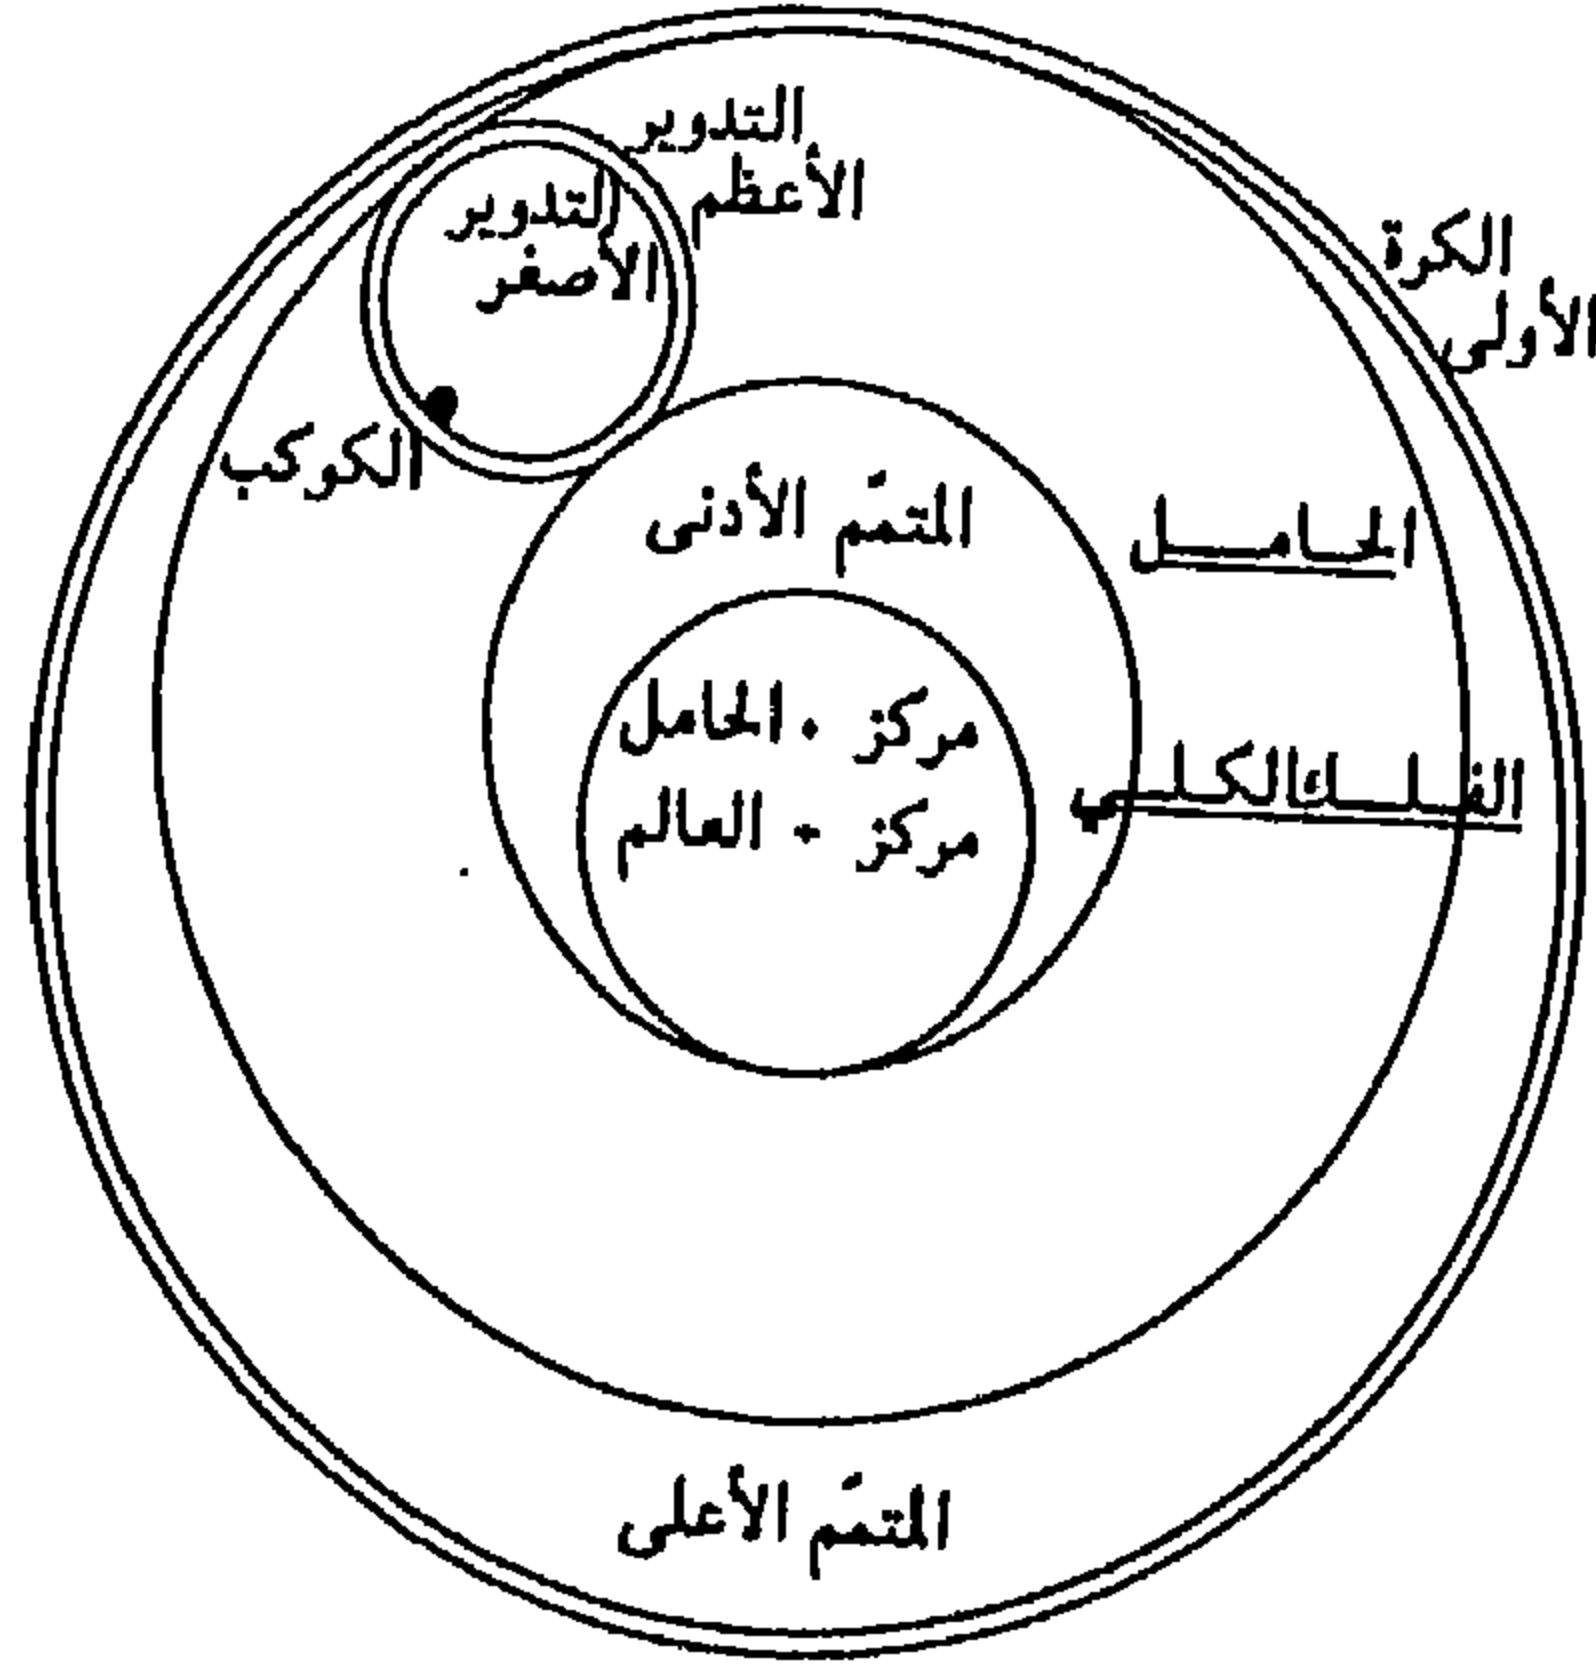 التدوير
الأعظم
التدوير
الأصغر
الكرة
الأولى
الكوكب
المتمّم الأدنى
الحامل
مركز . الحامل
الفلك الكلي
مركز . العالم
المتمّم الأعلى